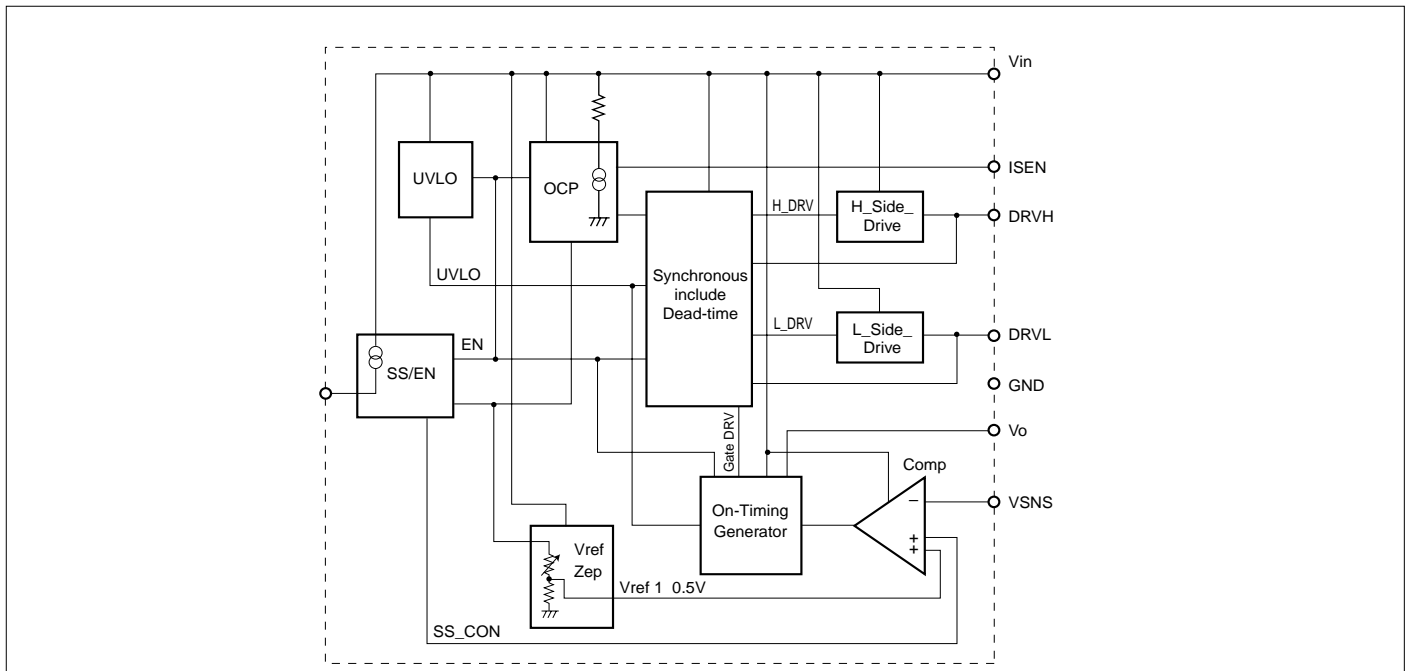 Vin
ISEN
UVLO
OCP
H_DRV
H_Side_
Drive
DRVH
UVLO
Synchronous
include
Dead-time
L_DRV
L_Side_
Drive
DRVL
EN
SS/EN
GND
Gate DRV
Vo
Comp
−
VSNS
On-Timing
Generator
+
+
Vref
Zep
Vref 1 0.5V
SS_CON